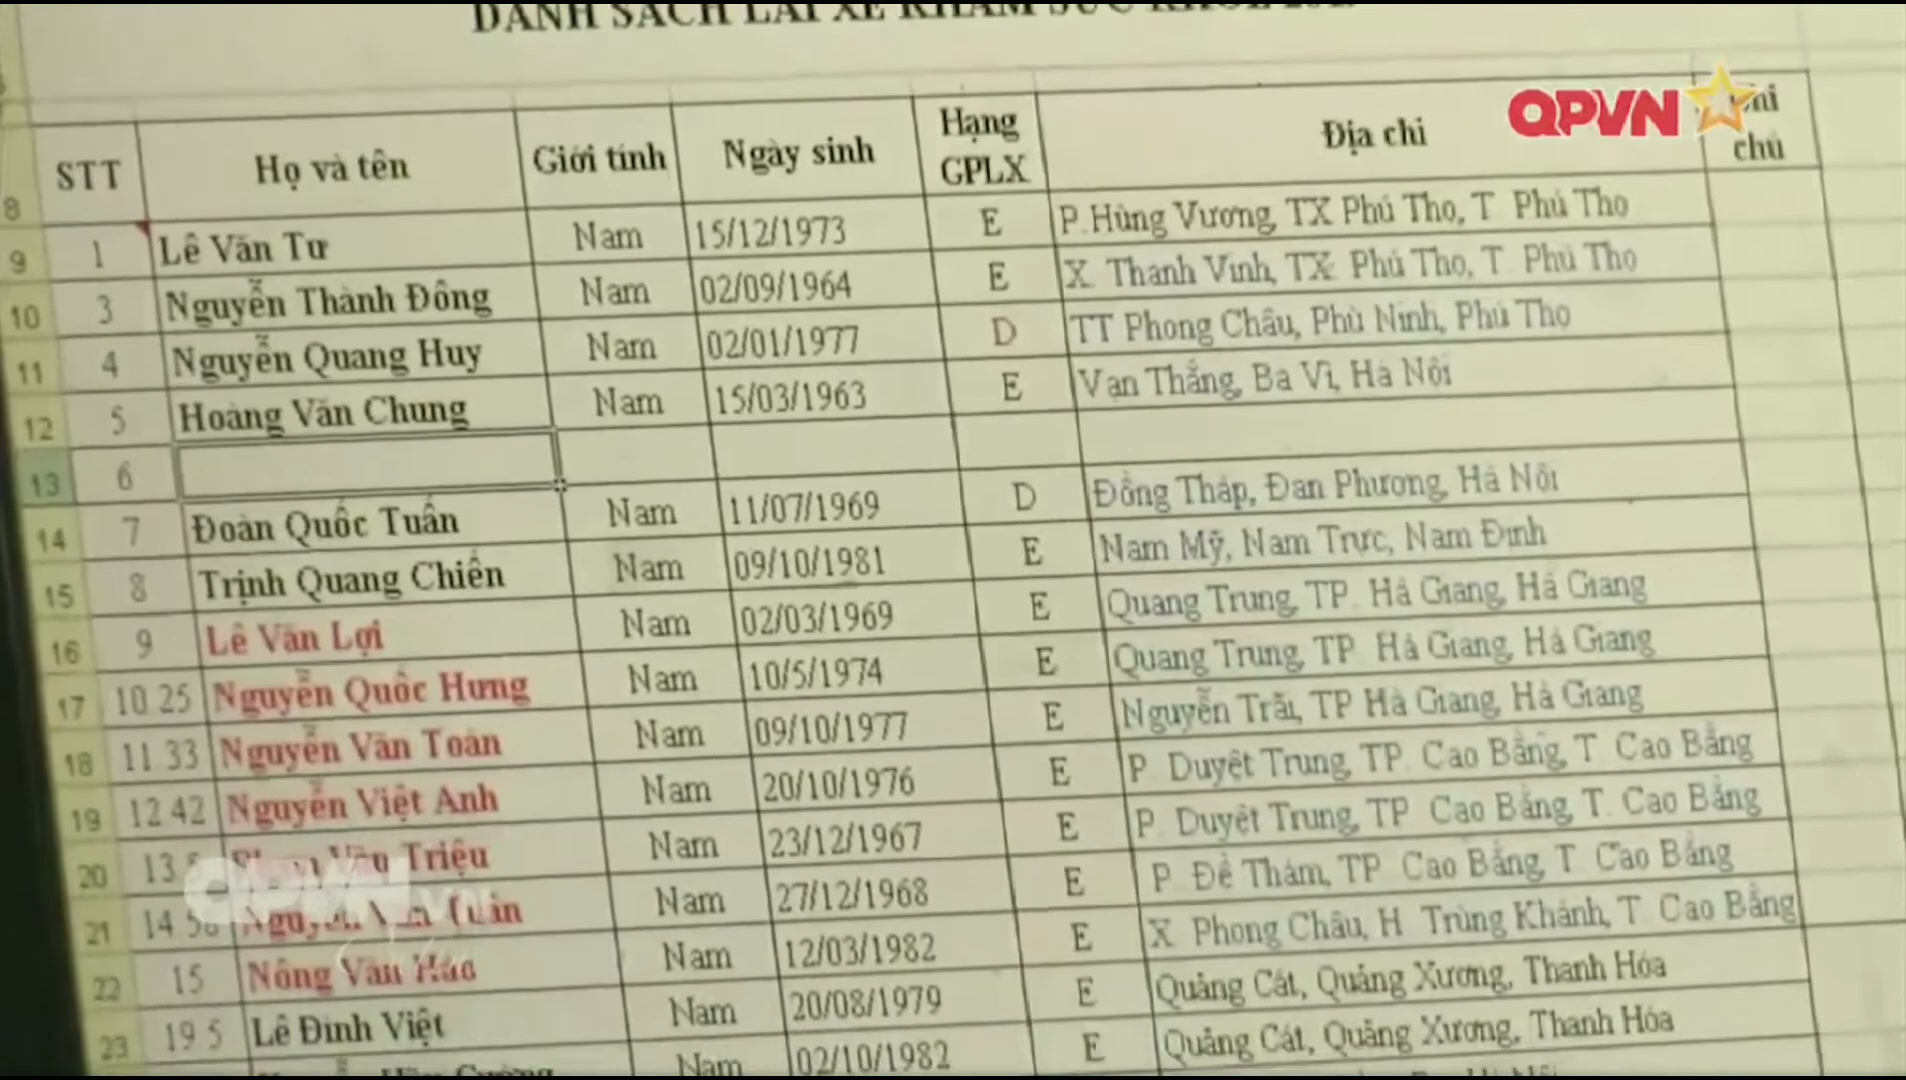 DANH SÁCH LÁI XE KHÁM SỨC KHỎE
QPVN
8 STT Họ và tên Giới tính Ngày sinh Hạng GPLX Địa chỉ chú
9 1 Lê Văn Tư Nam 15/12/1973 E P.Hùng Vương, TX Phú Thọ, T Phú Thọ
10 3 Nguyễn Thành Đông Nam 02/09/1964 E X. Thanh Vinh, TX Phú Thọ, T. Phú Thọ
11 4 Nguyễn Quang Huy Nam 02/01/1977 D TT Phong Châu, Phù Ninh, Phú Thọ
12 5 Hoàng Văn Chung Nam 15/03/1963 E Vạn Thắng, Ba Vì, Hà Nội
13 6
14 7 Đoàn Quốc Tuấn Nam 11/07/1969 D Đồng Tháp, Đan Phượng, Hà Nội
15 8 Trịnh Quang Chiến Nam 09/10/1981 E Nam Mỹ, Nam Trực, Nam Định
16 9 Lê Văn Lợi Nam 02/03/1969 E Quang Trung, TP. Hà Giang, Hà Giang
17 10 25 Nguyễn Quốc Hưng Nam 10/5/1974 E Quang Trung, TP Hà Giang, Hà Giang
18 11 33 Nguyễn Văn Toàn Nam 09/10/1977 E Nguyễn Trãi, TP Hà Giang, Hà Giang
19 12 42 Nguyễn Việt Anh Nam 20/10/1976 E P. Duyệt Trung, TP. Cao Bằng, T. Cao Bằng
20 13 Văn Triệu Nam 23/12/1967 E P. Duyệt Trung, TP Cao Bằng, T. Cao Bằng
21 14 Nguyễn Văn Nam 27/12/1968 E P. Đề Thám, TP Cao Bằng, T. Cao Bằng
22 15 Nông Văn Nam 12/03/1982 E X. Phong Châu, H Trùng Khánh, T. Cao Bằng
23 19 5 Lê Đình Việt Nam 20/08/1979 E Quảng Cát, Quảng Xương, Thanh Hóa
Nam 02/10/1982 E Quảng Cát, Quảng Xương, Thanh Hóa